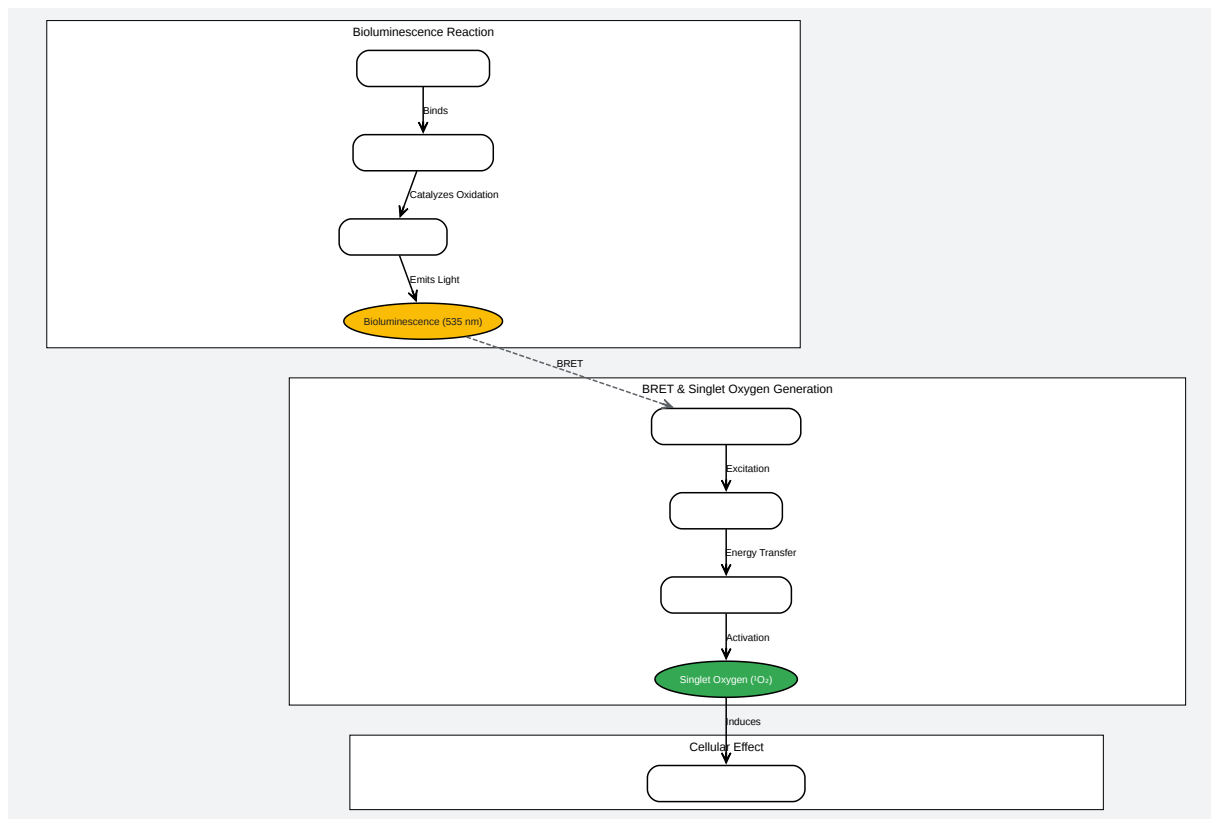 Bioluminescence Reaction
Binds
Catalyzes Oxidation
Emits Light
Bioluminescence (535 nm)
BRET
BRET & Singlet Oxygen Generation
Excitation
Energy Transfer
Activation
Singlet Oxygen (¹O₂)
Induces
Cellular Effect